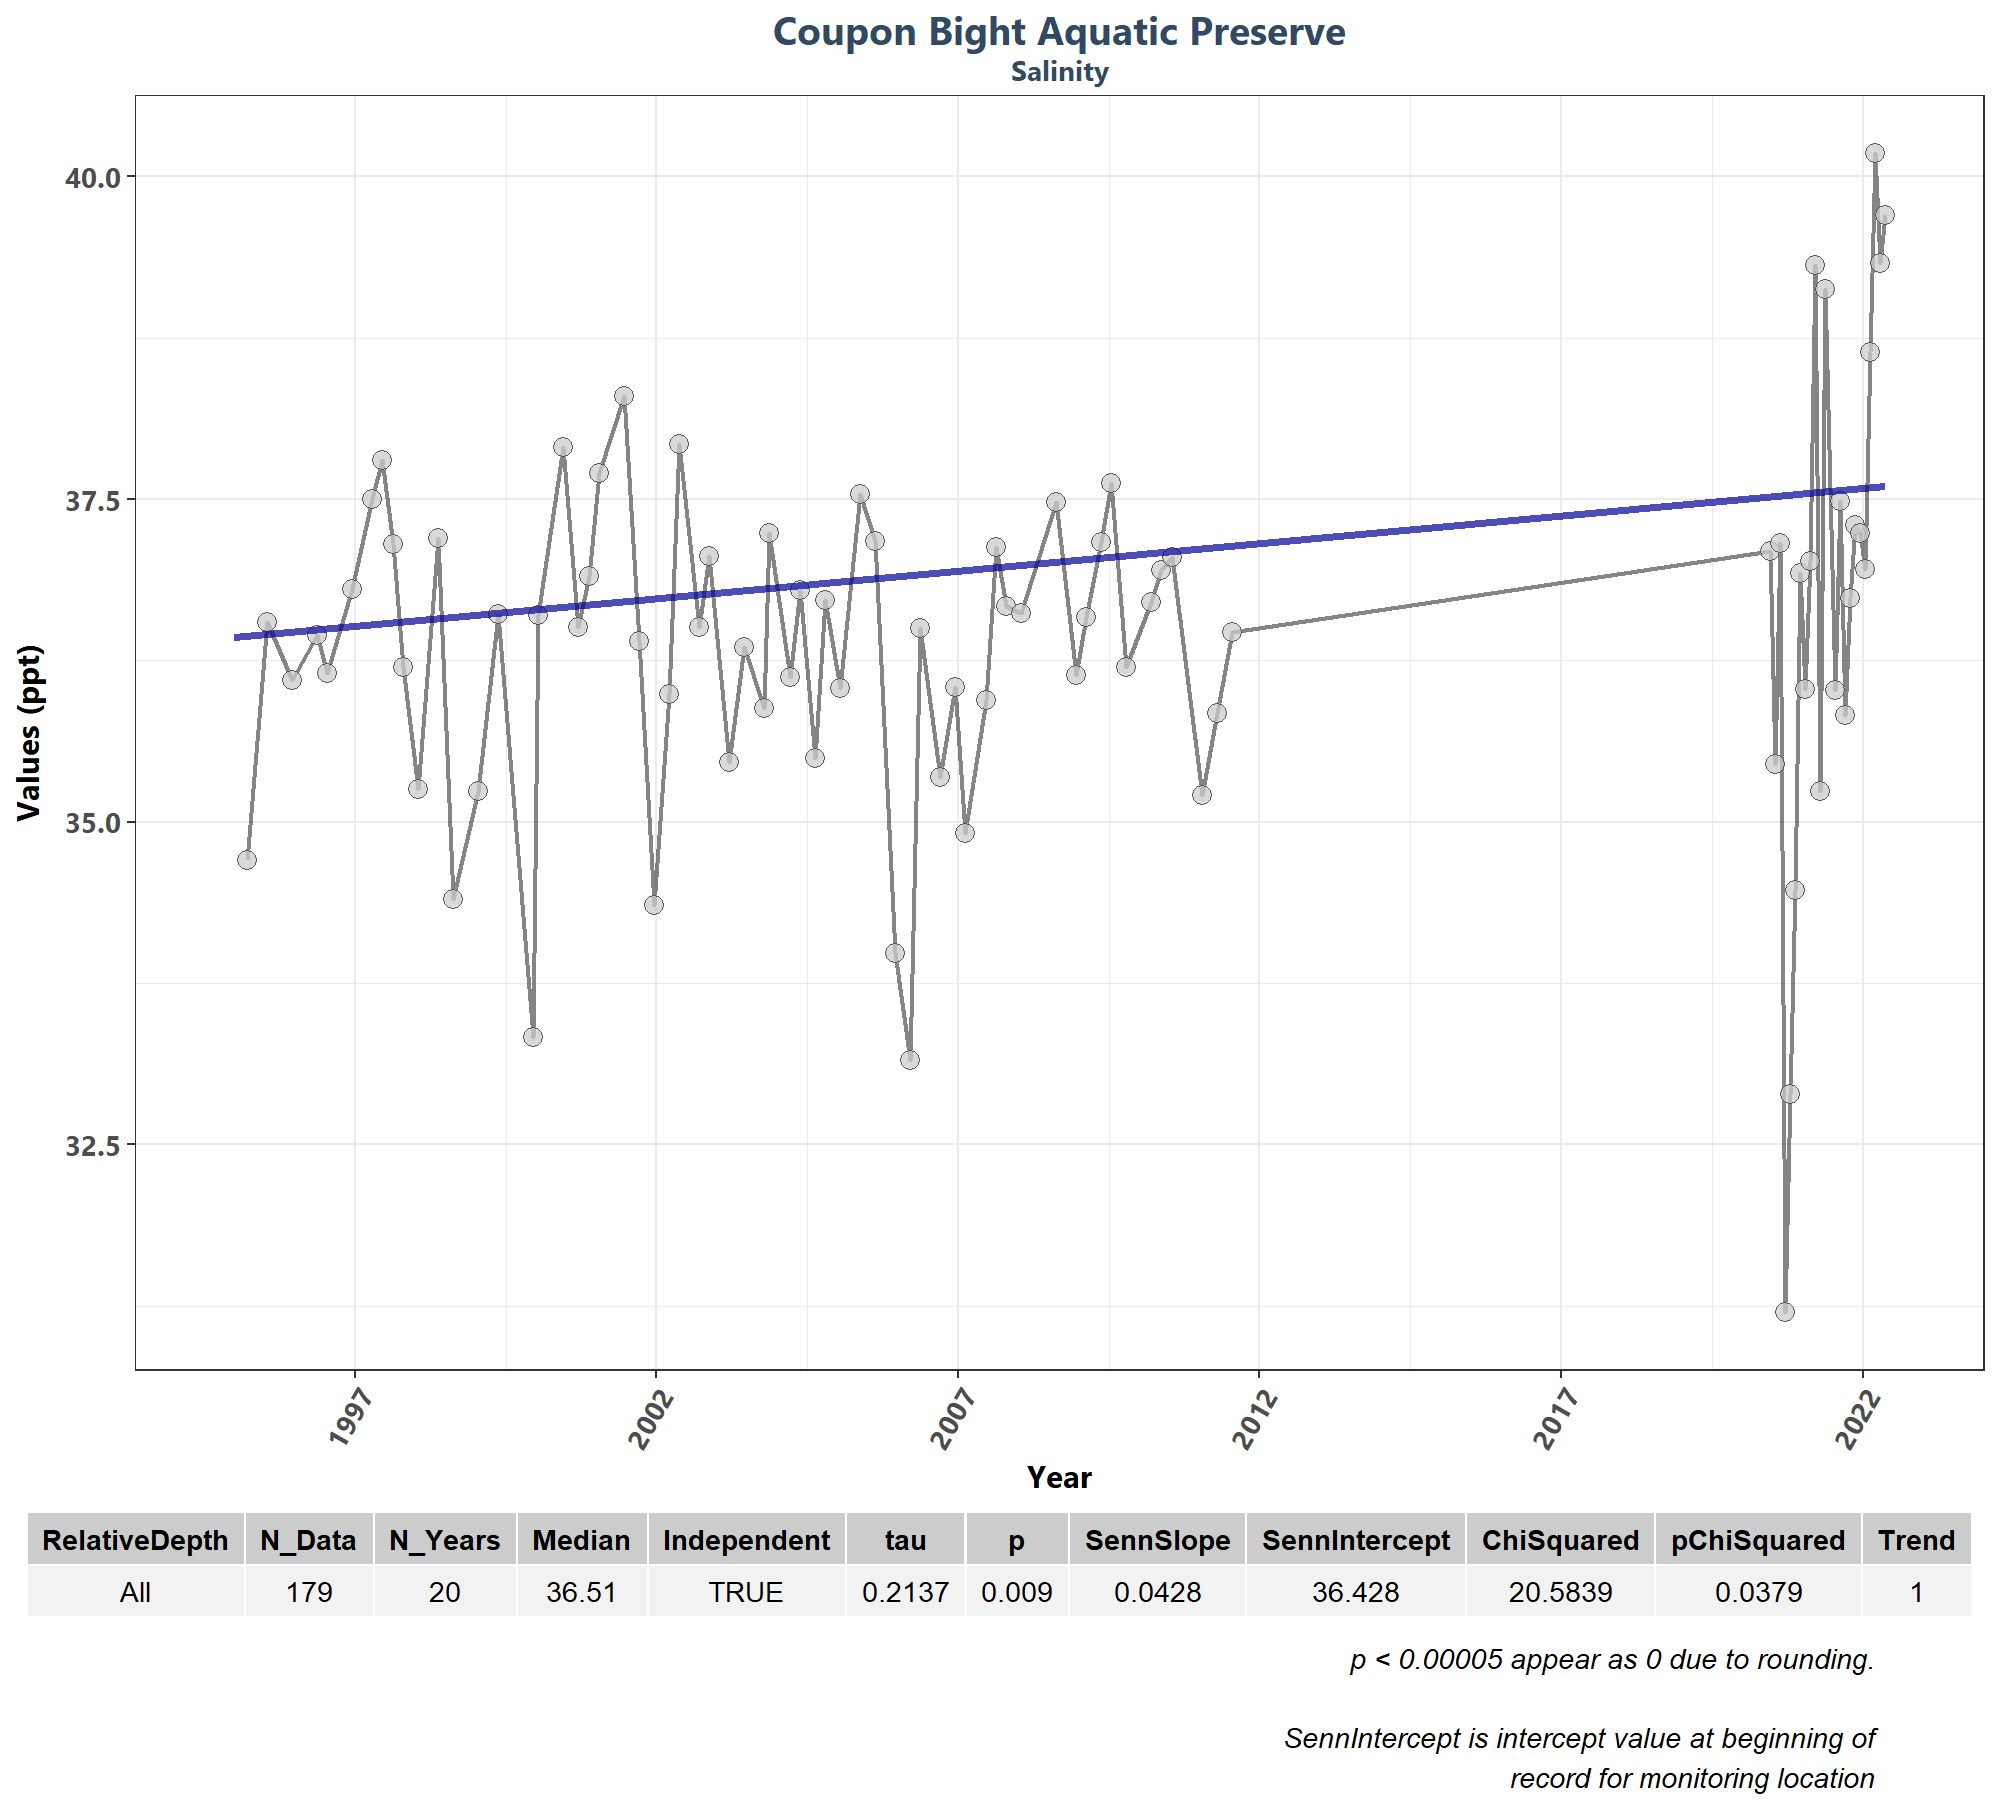 Coupon Bight Aquatic Preserve
Salinity
40.0
37.5
35.0
32.5
Values (ppt)
1997 2002 2007 2012 2017 2022
Year
RelativeDepth N_Data N_Years Median Independent tau p SennSlope SennIntercept ChiSquared pChiSquared Trend
All 179 20 36.51 TRUE 0.2137 0.009 0.0428 36.428 20.5839 0.0379 1
p < 0.00005 appear as 0 due to rounding.
SennIntercept is intercept value at beginning of
record for monitoring location